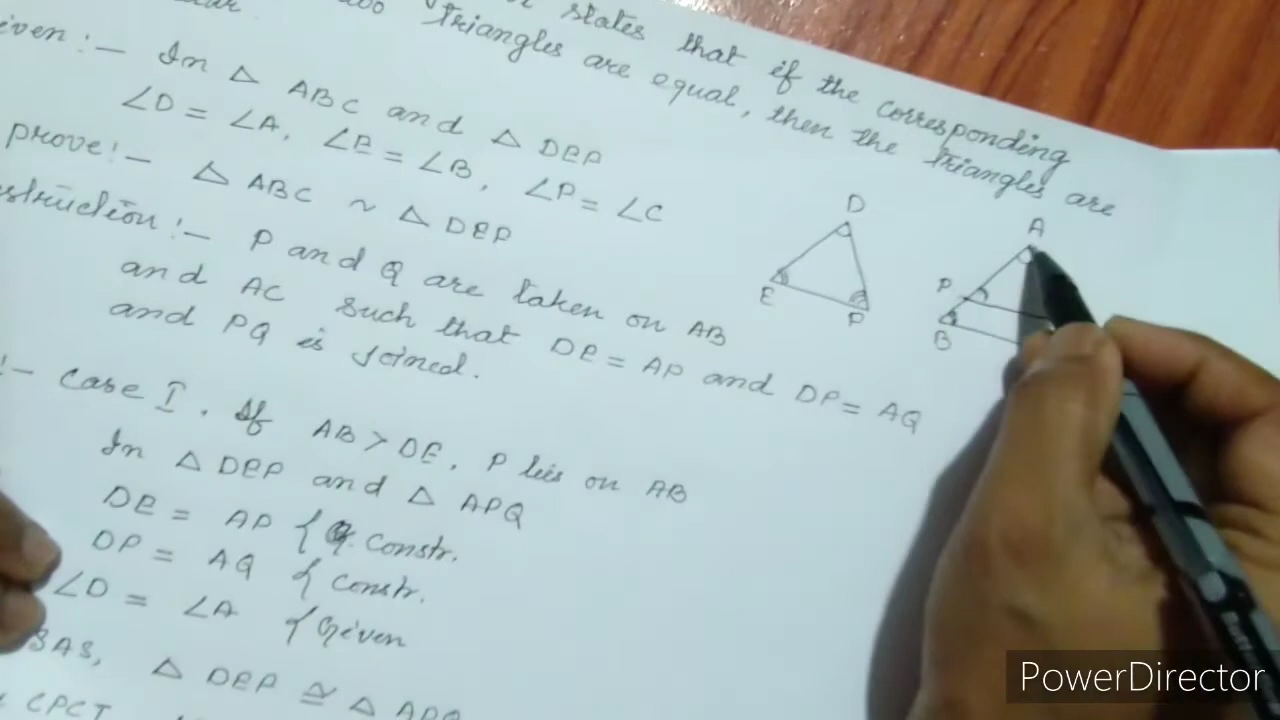 states that if the corresponding
Triangles are equal, then the Triangles are
In △ ABC and △ DEF
∠D = ∠A, ∠E = ∠B, ∠F = ∠C
prove:- △ ABC ~ △ DEF
P and Q are taken on AB
and AC such that DE = AP and DF = AQ
and PQ is joined.
:- Case I. If AB > DE, P lies on AB
In △ DEF and △ APQ
DE = AP { Constr.
DF = AQ { Constr.
∠D = ∠A { Given
SAS, △ DEF ≅ △ APQ
CPCT
D
E
F
A
P
B
PowerDirector